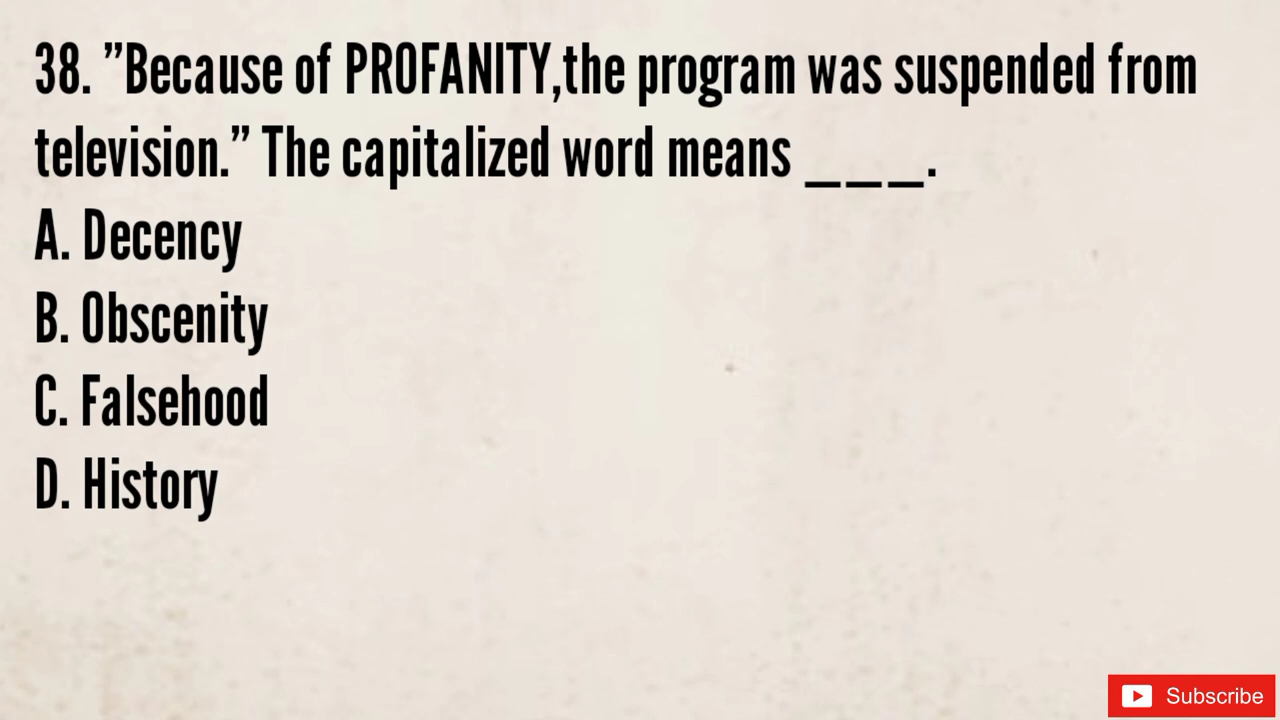 38. ”Because of PROFANITY,the program was suspended from
television.” The capitalized word means ___.
A. Decency
B. Obscenity
C. Falsehood
D. History
Subscribe